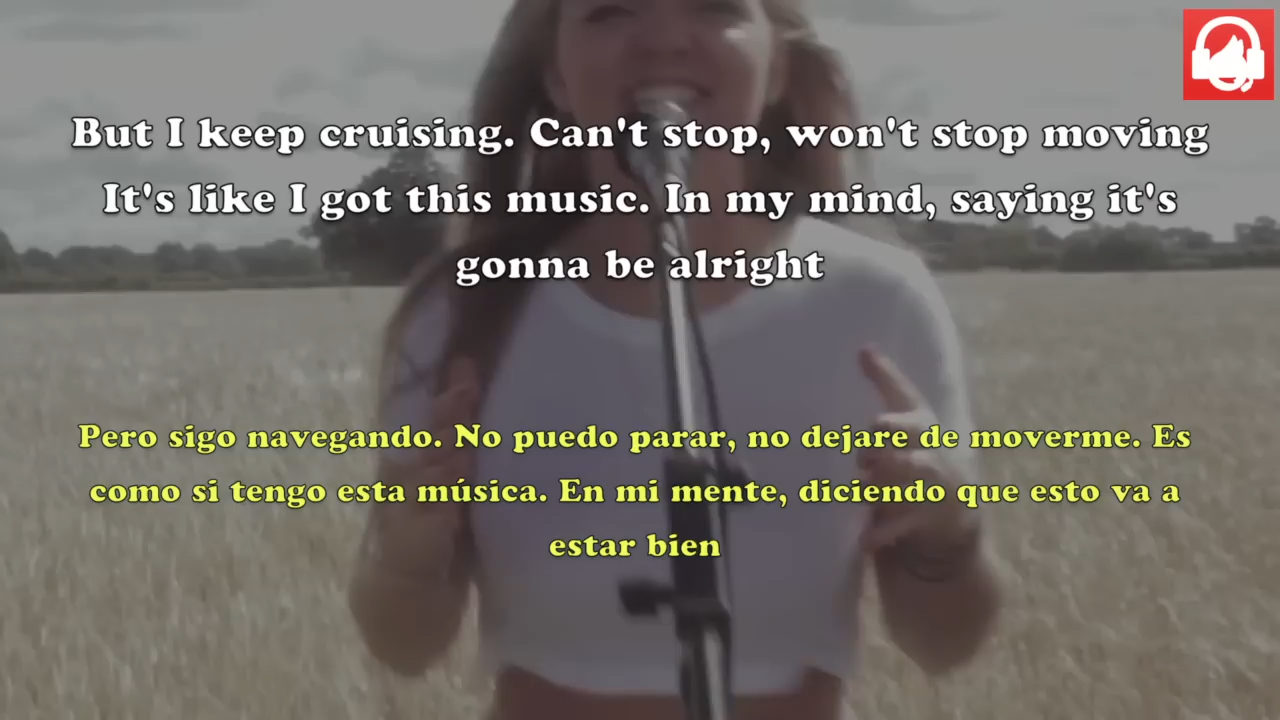 But I keep cruising. Can't stop, won't stop moving
It's like I got this music. In my mind, saying it's
gonna be alright
Pero sigo navegando. No puedo parar, no dejare de moverme. Es
como si tengo esta música. En mi mente, diciendo que esto va a
estar bien